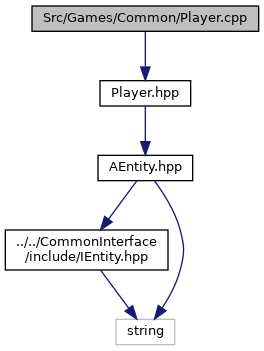 Src/Games/Common/Player.cpp
Player.hpp
AEntity.hpp
../../CommonInterface
/include/IEntity.hpp
string